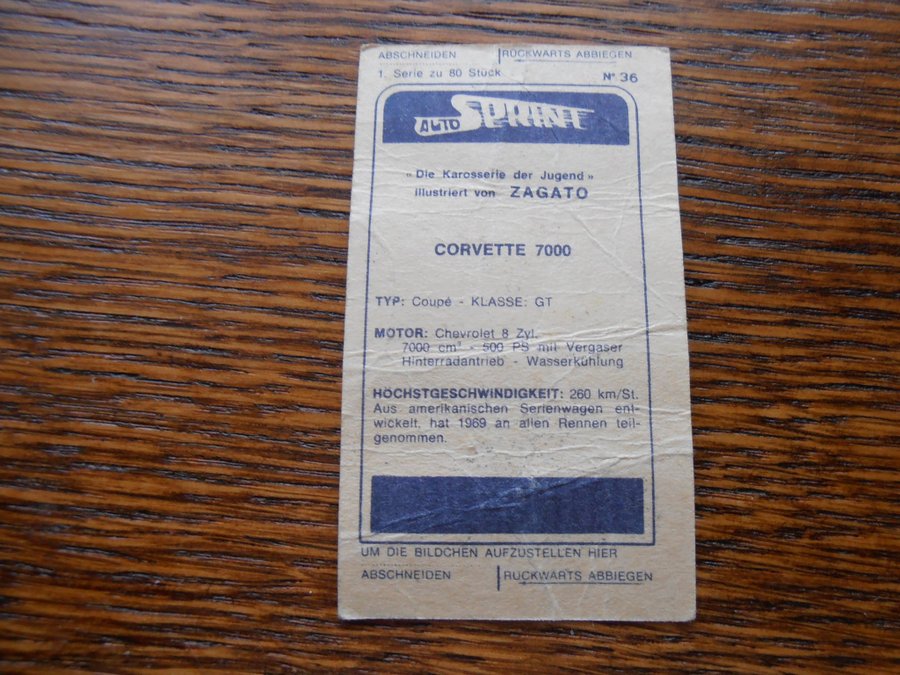 ABSCHNEIDEN RÜCKWÄRTS ABBIEGEN
1. Serie zu 80 Stück N° 36
AUTO SPRINT
« Die Karosserie der Jugend »
illustriert von ZAGATO
CORVETTE 7000
TYP: Coupé - KLASSE: GT
MOTOR: Chevrolet 8 Zyl.
7000 cm³ - 500 PS mit Vergaser
Hinterradantrieb - Wasserkühlung
HÖCHSTGESCHWINDIGKEIT: 260 km/St.
Aus amerikanischen Serienwagen ent-
wickelt, hat 1969 an allen Rennen teil-
genommen.
UM DIE BILDCHEN AUFZUSTELLEN HIER
ABSCHNEIDEN RÜCKWÄRTS ABBIEGEN